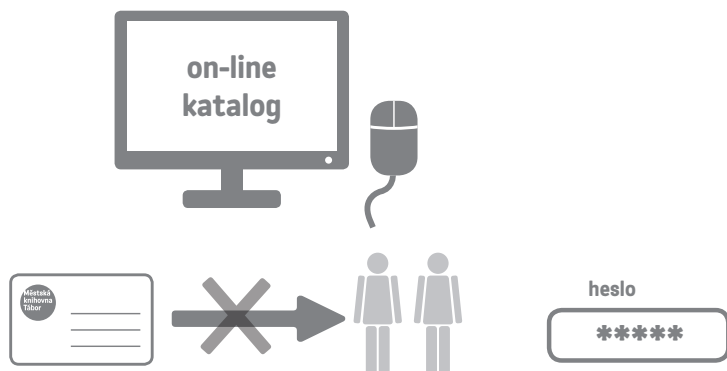 on-line
katalog
Městská
knihovna
Tábor
heslo
*****